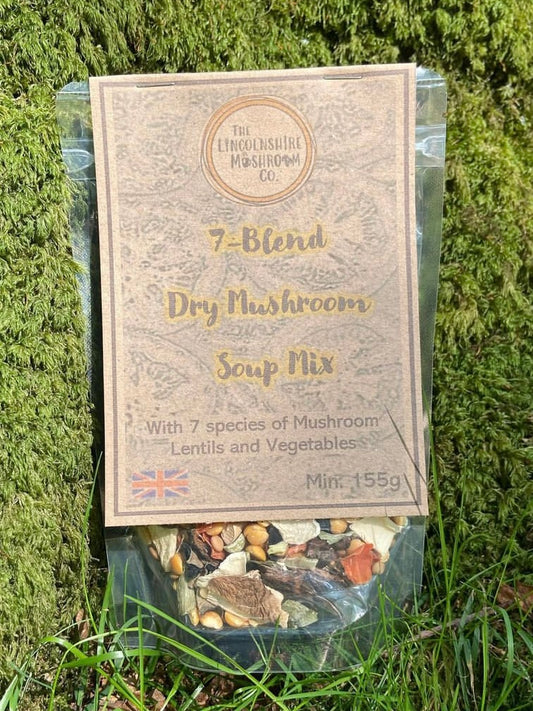 THE
LINCOLNSHIRE
MUSHROOM
CO.
7-Blend
Dry Mushroom
Soup Mix
With 7 species of Mushroom
Lentils and Vegetables
Min: 155g